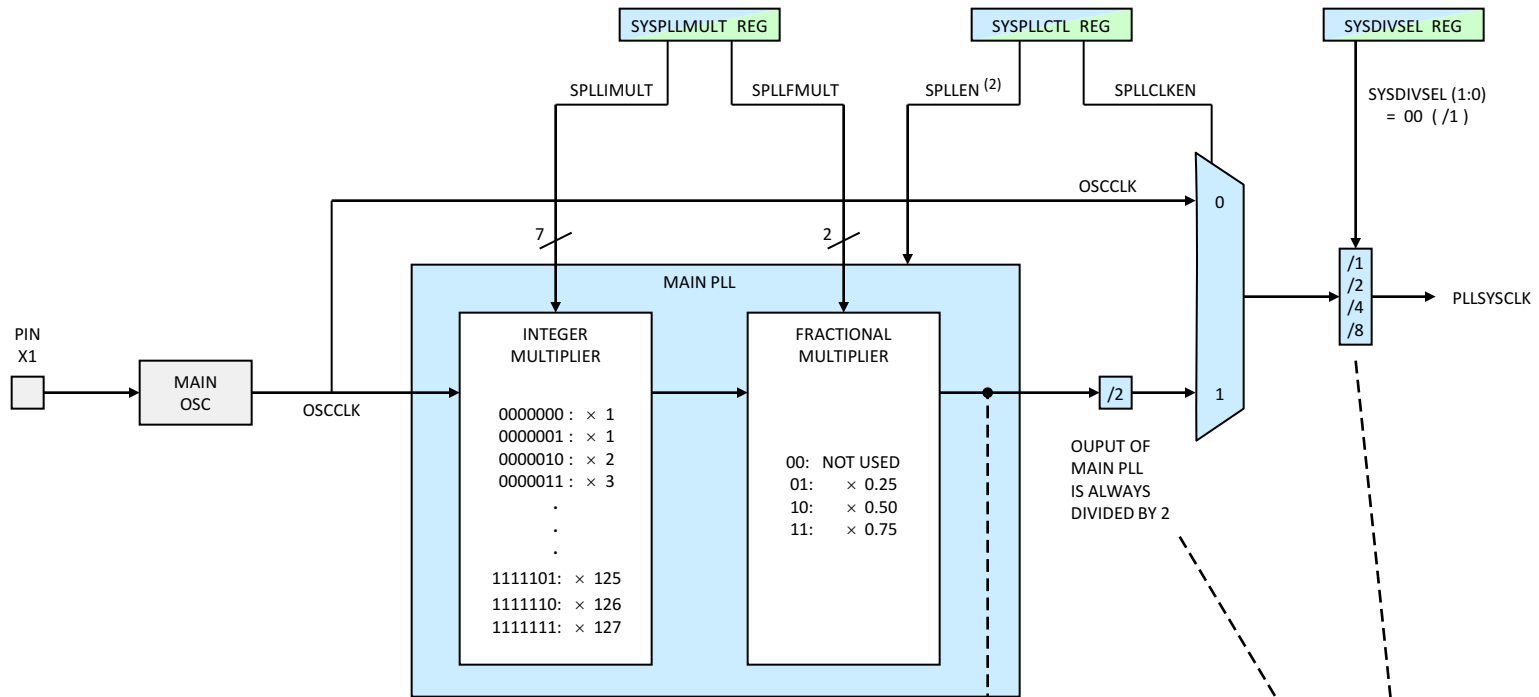 SYSPLLMULT REG
SYSPLLCTL REG
SYSDIVSEL REG
SPLLIMULT
SPLLFMULT
SPLLEN (2)
SPLLCLKEN
SYSDIVSEL (1:0)
= 00 ( /1 )
OSCCLK
0
7
2
MAIN PLL
/1
/2
/4
/8
PLLSYSCLK
PIN
X1
MAIN
OSC
OSCCLK
INTEGER
MULTIPLIER
0000000 : × 1
0000001 : × 1
0000010 : × 2
0000011 : × 3
.
.
.
1111101: × 125
1111110: × 126
1111111: × 127
FRACTIONAL
MULTIPLIER
00: NOT USED
01: × 0.25
10: × 0.50
11: × 0.75
/2
1
OUPUT OF
MAIN PLL
IS ALWAYS
DIVIDED BY 2